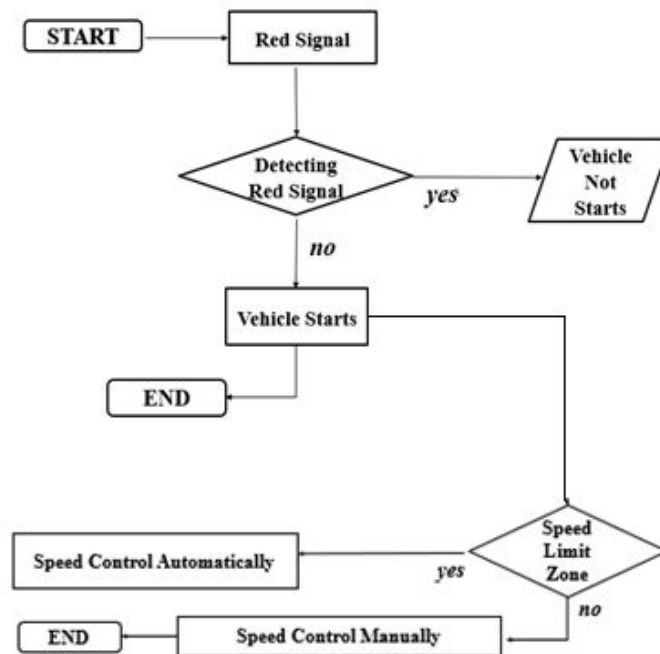 START
Red Signal
Detecting
Red Signal
yes
Vehicle
Not
Starts
no
Vehicle Starts
END
Speed
Limit
Zone
yes
Speed Control Automatically
no
Speed Control Manually
END